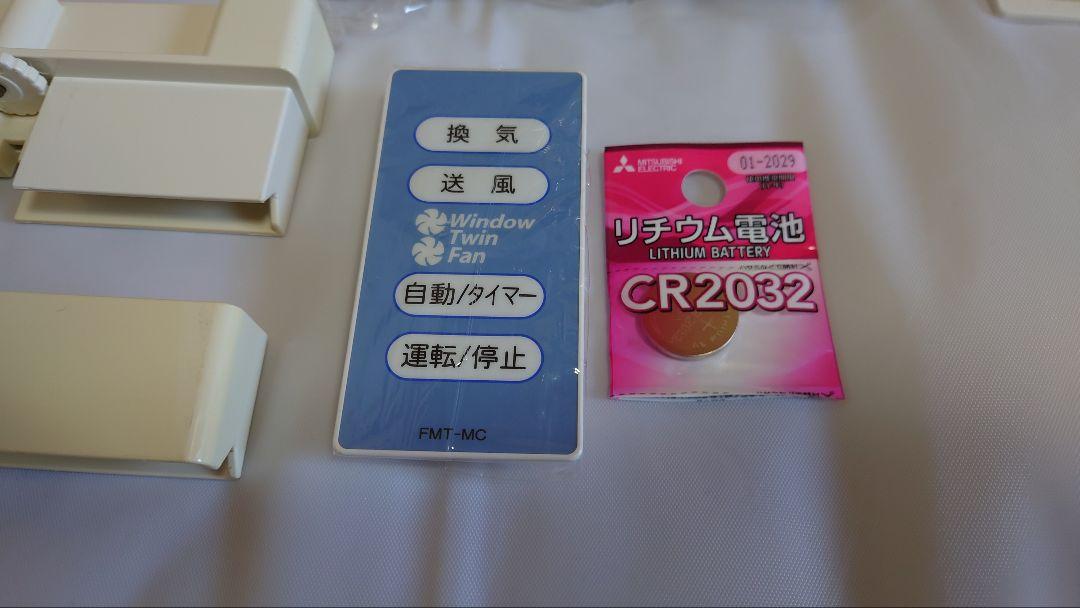 換気
送風
Window
Twin
Fan
自動/タイマー
運転/停止
FMT-MC
MITSUBISHI
ELECTRIC
01-2029
リチウム電池
LITHIUM BATTERY
CR2032